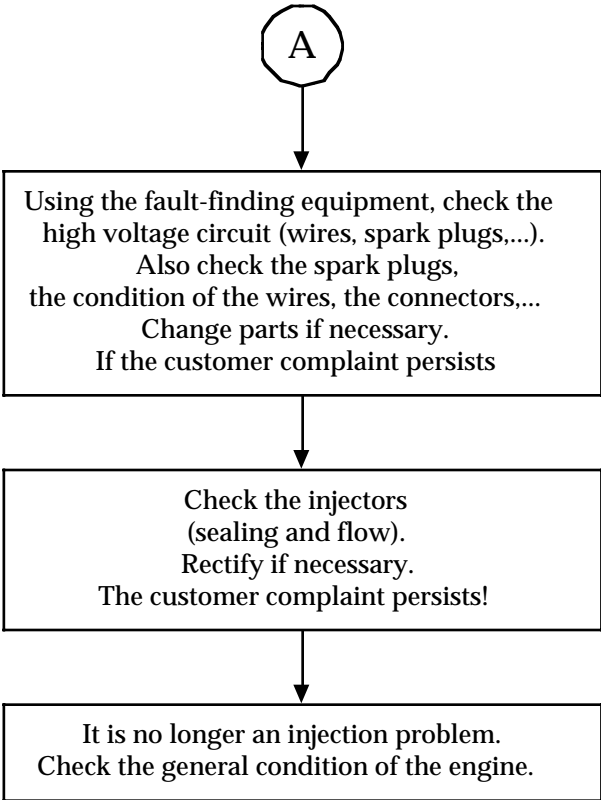 A
Using the fault-finding equipment, check the
high voltage circuit (wires, spark plugs,...).
Also check the spark plugs,
the condition of the wires, the connectors,...
Change parts if necessary.
If the customer complaint persists
Check the injectors
(sealing and flow).
Rectify if necessary.
The customer complaint persists!
It is no longer an injection problem.
Check the general condition of the engine.